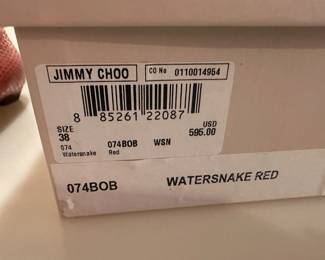 JIMMY CHOO
CO No 0110014954
8 85261 22087
SIZE USD
38 595.00
074 074BOB WSN
Watersnake Red
074BOB WATERSNAKE RED